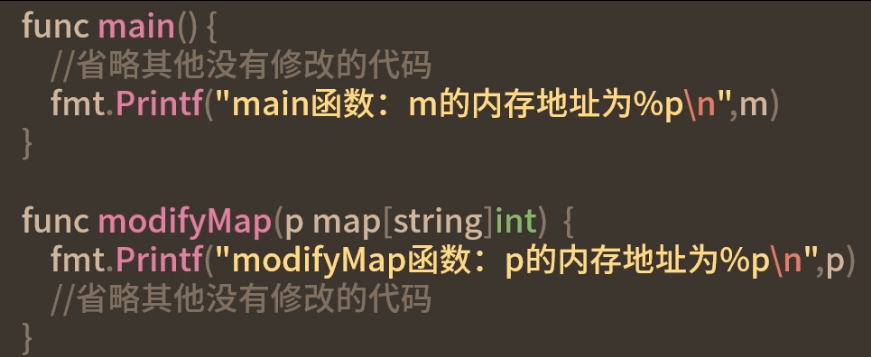 func main() {
//省略其他没有修改的代码
fmt.Printf("main函数：m的内存地址为%p\n",m)
}
func modifyMap(p map[string]int) {
fmt.Printf("modifyMap函数：p的内存地址为%p\n",p)
//省略其他没有修改的代码
}